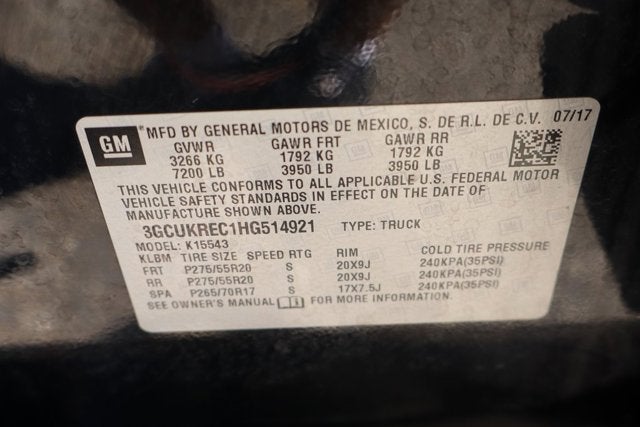 GM
MFD BY GENERAL MOTORS DE MEXICO, S. DE R.L. DE C.V. 07/17
GVWR GAWR FRT GAWR RR
3266 KG 1792 KG 1792 KG
7200 LB 3950 LB 3950 LB
THIS VEHICLE CONFORMS TO ALL APPLICABLE U.S. FEDERAL MOTOR
VEHICLE SAFETY STANDARDS IN EFFECT ON THE DATE OF
MANUFACTURE SHOWN ABOVE.
3GCUKREC1HG514921 TYPE: TRUCK
MODEL: K15543
KLBM TIRE SIZE SPEED RTG RIM COLD TIRE PRESSURE
FRT P275/55R20 S 20X9J 240KPA(35PSI)
RR P275/55R20 S 20X9J 240KPA(35PSI)
SPA P265/70R17 S 17X7.5J 240KPA(35PSI)
SEE OWNER'S MANUAL FOR MORE INFORMATION.